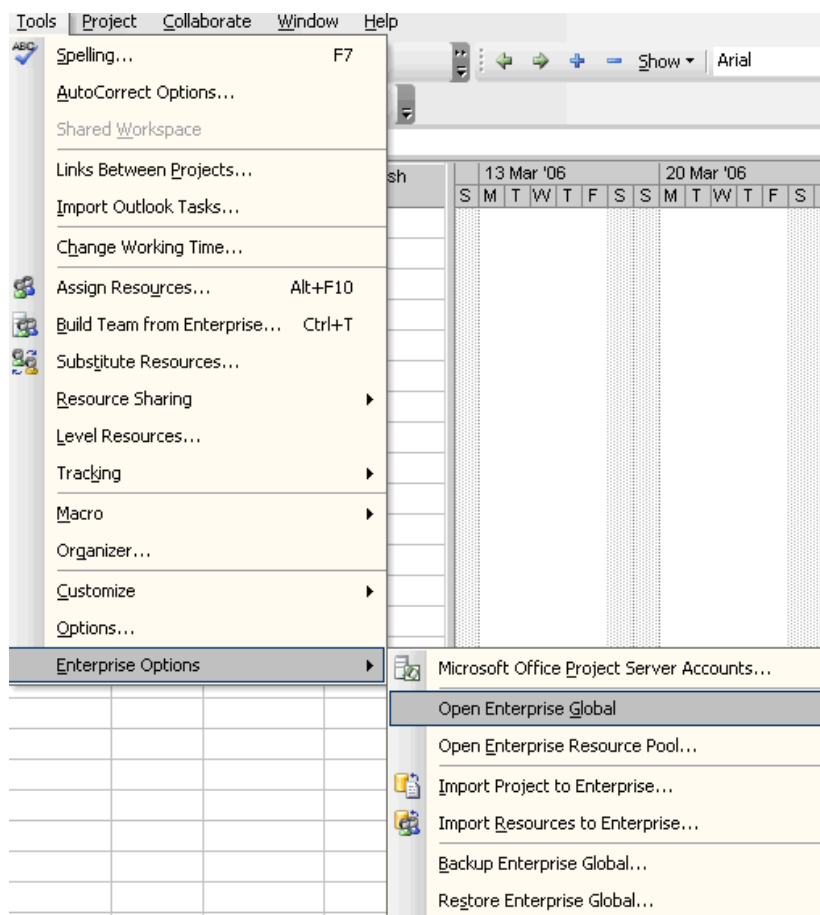 Tools Project Collaborate Window Help
ABC Spelling... F7
Show Arial
AutoCorrect Options...
Shared Workspace
Links Between Projects...
sh 13 Mar '06 20 Mar '06
S M T W T F S S M T W T F S
Import Outlook Tasks...
Change Working Time...
Assign Resources... Alt+F10
Build Team from Enterprise... Ctrl+T
Substitute Resources...
Resource Sharing
Level Resources...
Tracking
Macro
Organizer...
Customize
Options...
Enterprise Options
Microsoft Office Project Server Accounts...
Open Enterprise Global
Open Enterprise Resource Pool...
Import Project to Enterprise...
Import Resources to Enterprise...
Backup Enterprise Global...
Restore Enterprise Global...